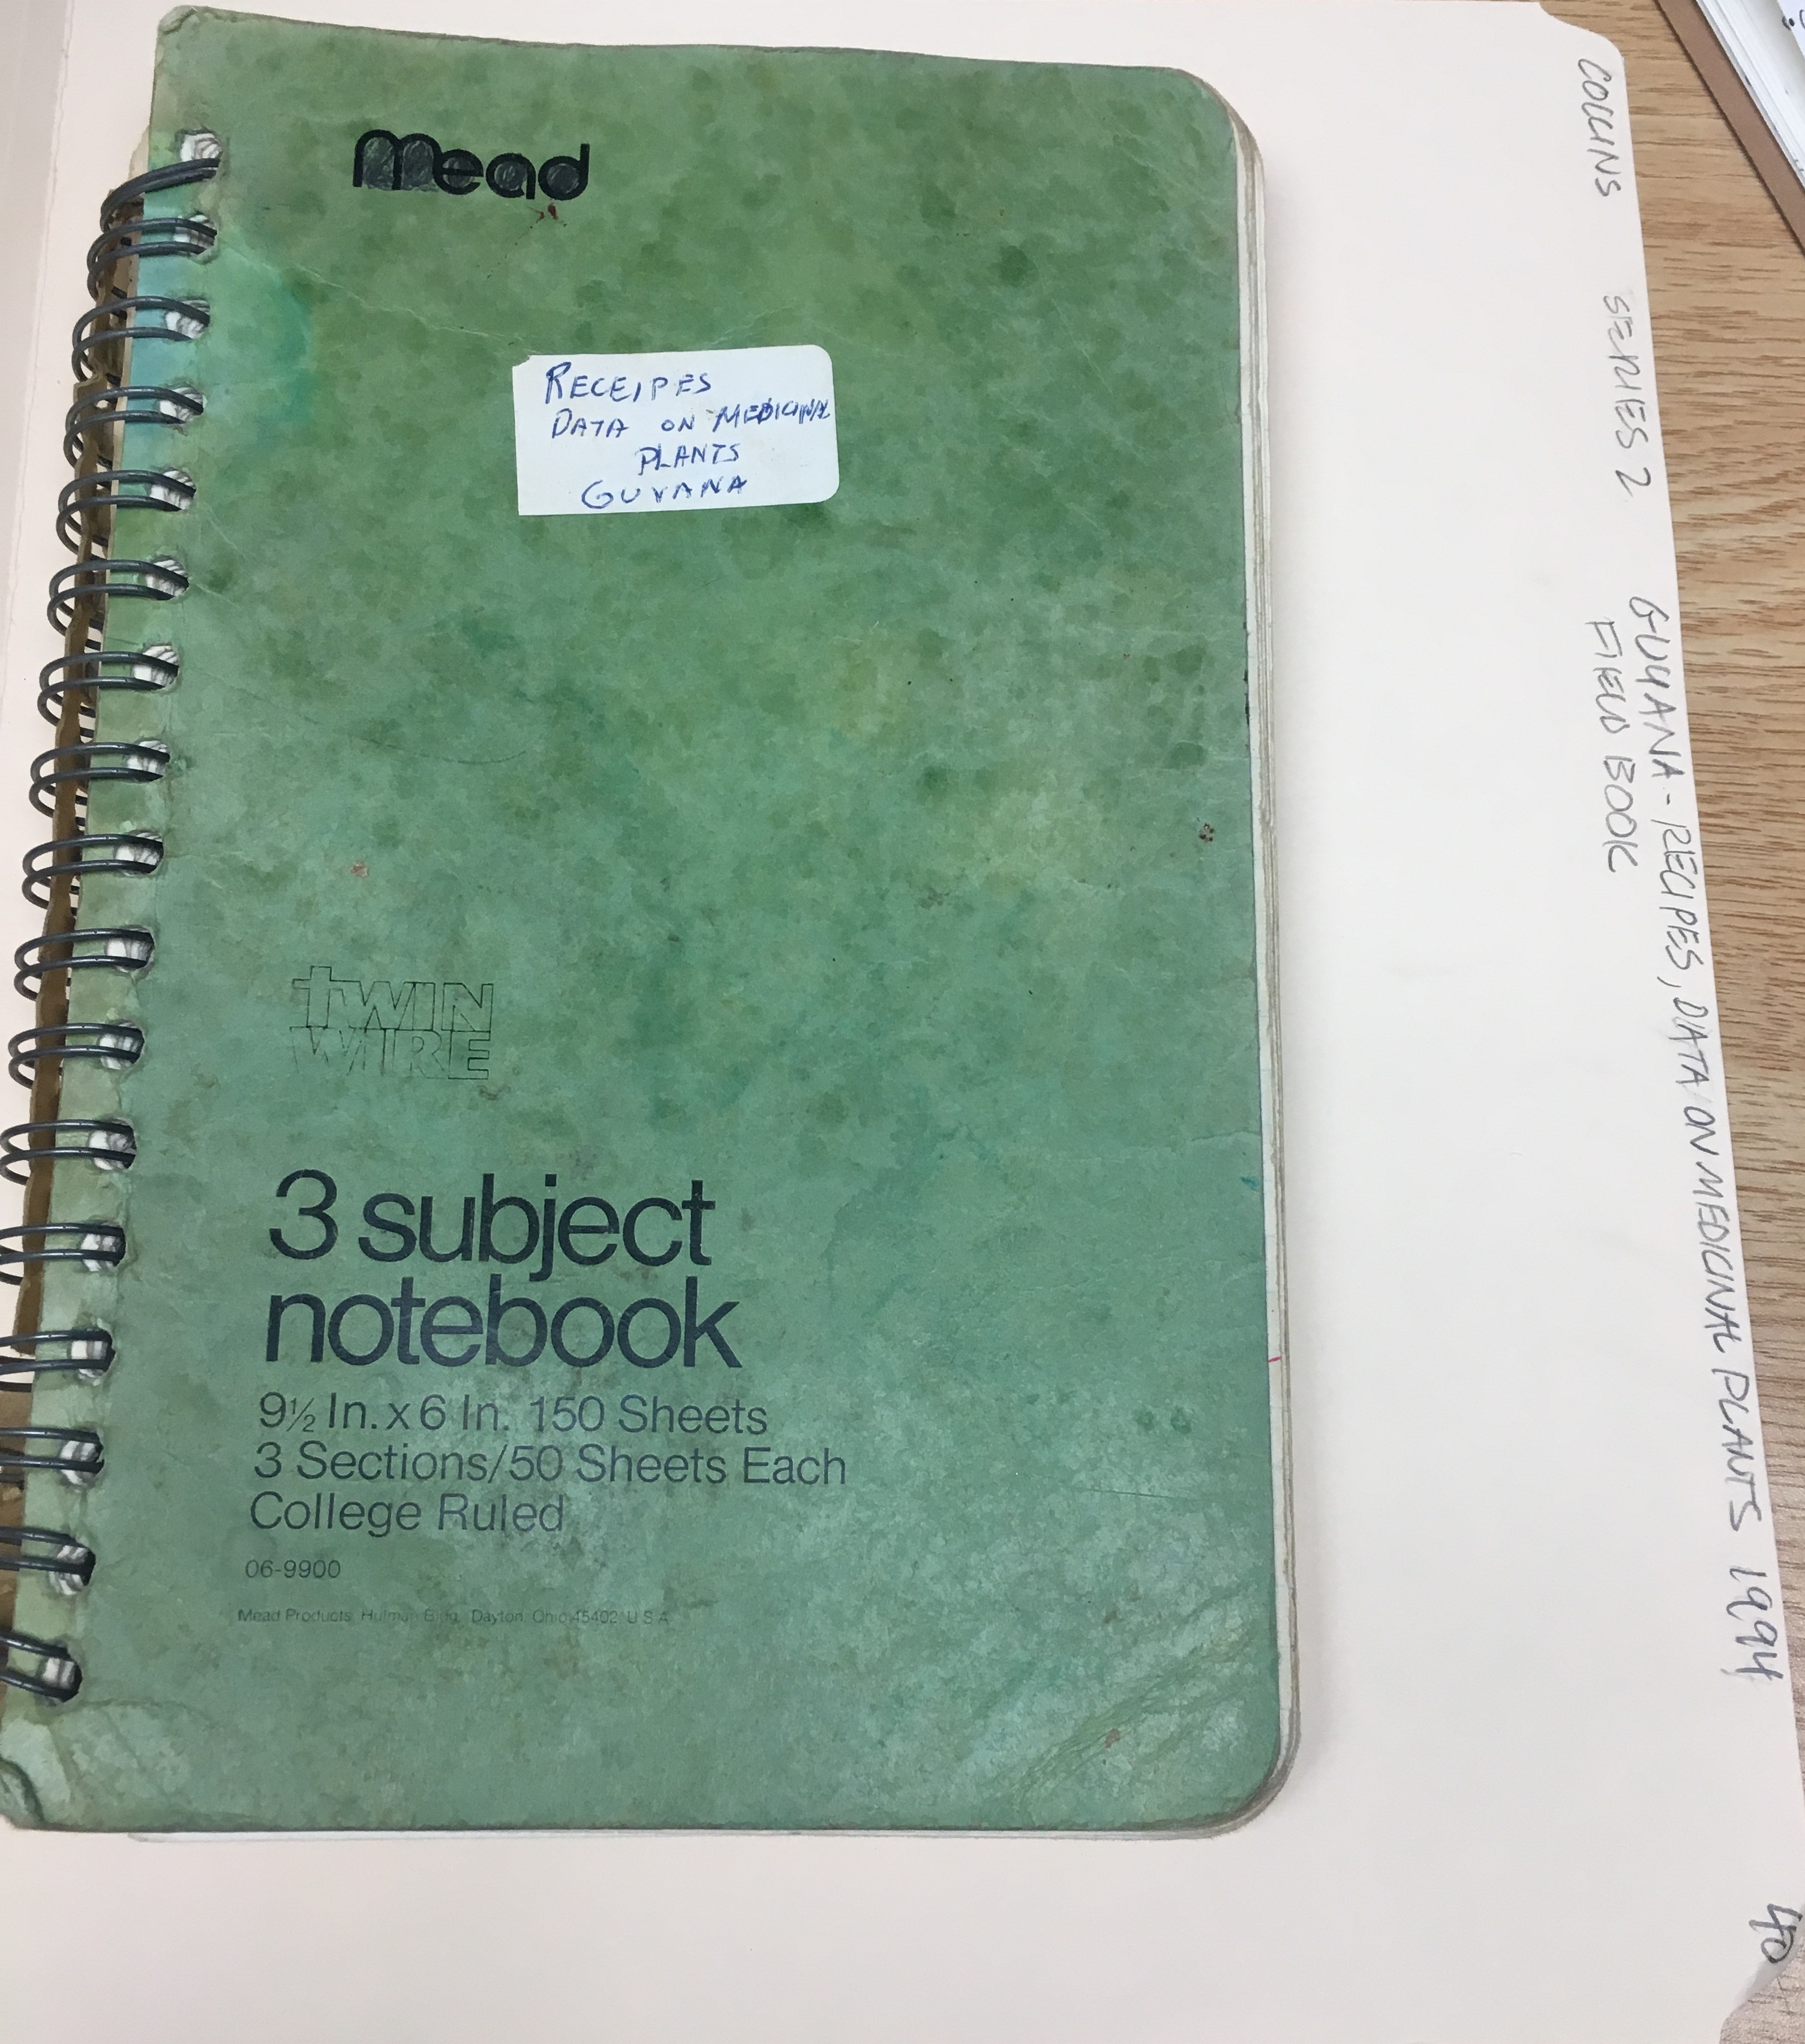 Mead
RECEIPES
DATA ON MEDICINAL
PLANTS
GUYANA
TWIN
WIRE
3 subject
notebook
9½ In. x 6 In. 150 Sheets
3 Sections/50 Sheets Each
College Ruled
06-9900
Mead Products, Hulman Bldg., Dayton, Ohio 45402, U.S.A.
COLLINS SERIES 2 GUYANA - RECIPES, DATA ON MEDICINAL PLANTS 1994
FIELD BOOK
40